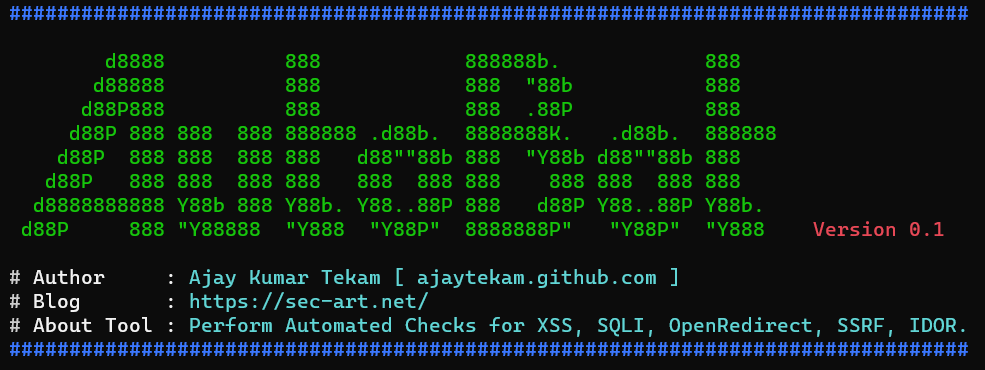 ################################################################################
         d8888          888            888888b.            888
        d88888          888            888  "88b           888
       d88P888          888            888  .88P           888
      d88P 888 888  888 888888 .d88b.  8888888K.   .d88b.  888888
     d88P  888 888  888 888   d88""88b 888  "Y88b d88""88b 888
    d88P   888 888  888 888   888  888 888    888 888  888 888
   d8888888888 Y88b 888 Y88b. Y88..88P 888   d88P Y88..88P Y88b.
  d88P     888 "Y88888  "Y888  "Y88P"  8888888P"   "Y88P"  "Y888    Version 0.1
# Author     : Ajay Kumar Tekam [ ajaytekam.github.com ]
# Blog       : https://sec-art.net/
# About Tool : Perform Automated Checks for XSS, SQLI, OpenRedirect, SSRF, IDOR.
################################################################################